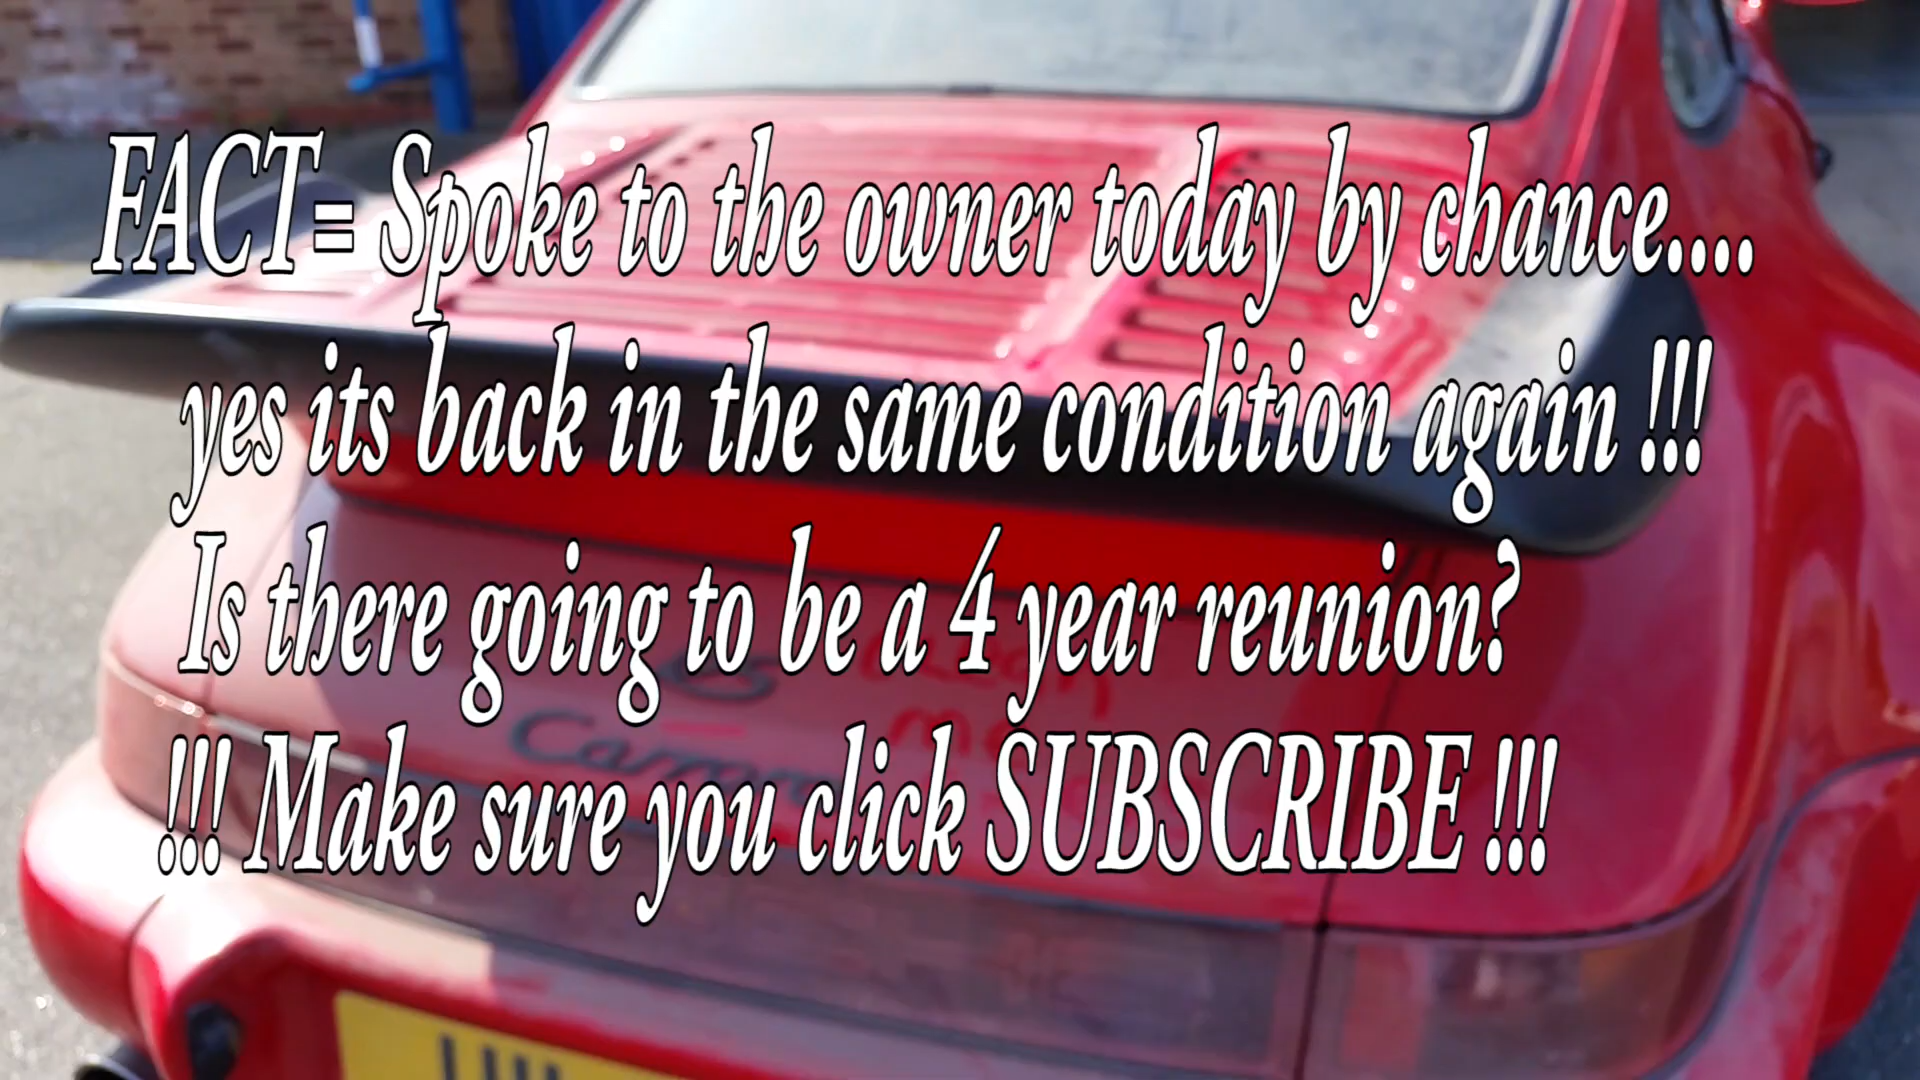 FACT= Spoke to the owner today by chance....
yes its back in the same condition again !!!
Is there going to be a 4 year reunion?
!!! Make sure you click SUBSCRIBE !!!
RS